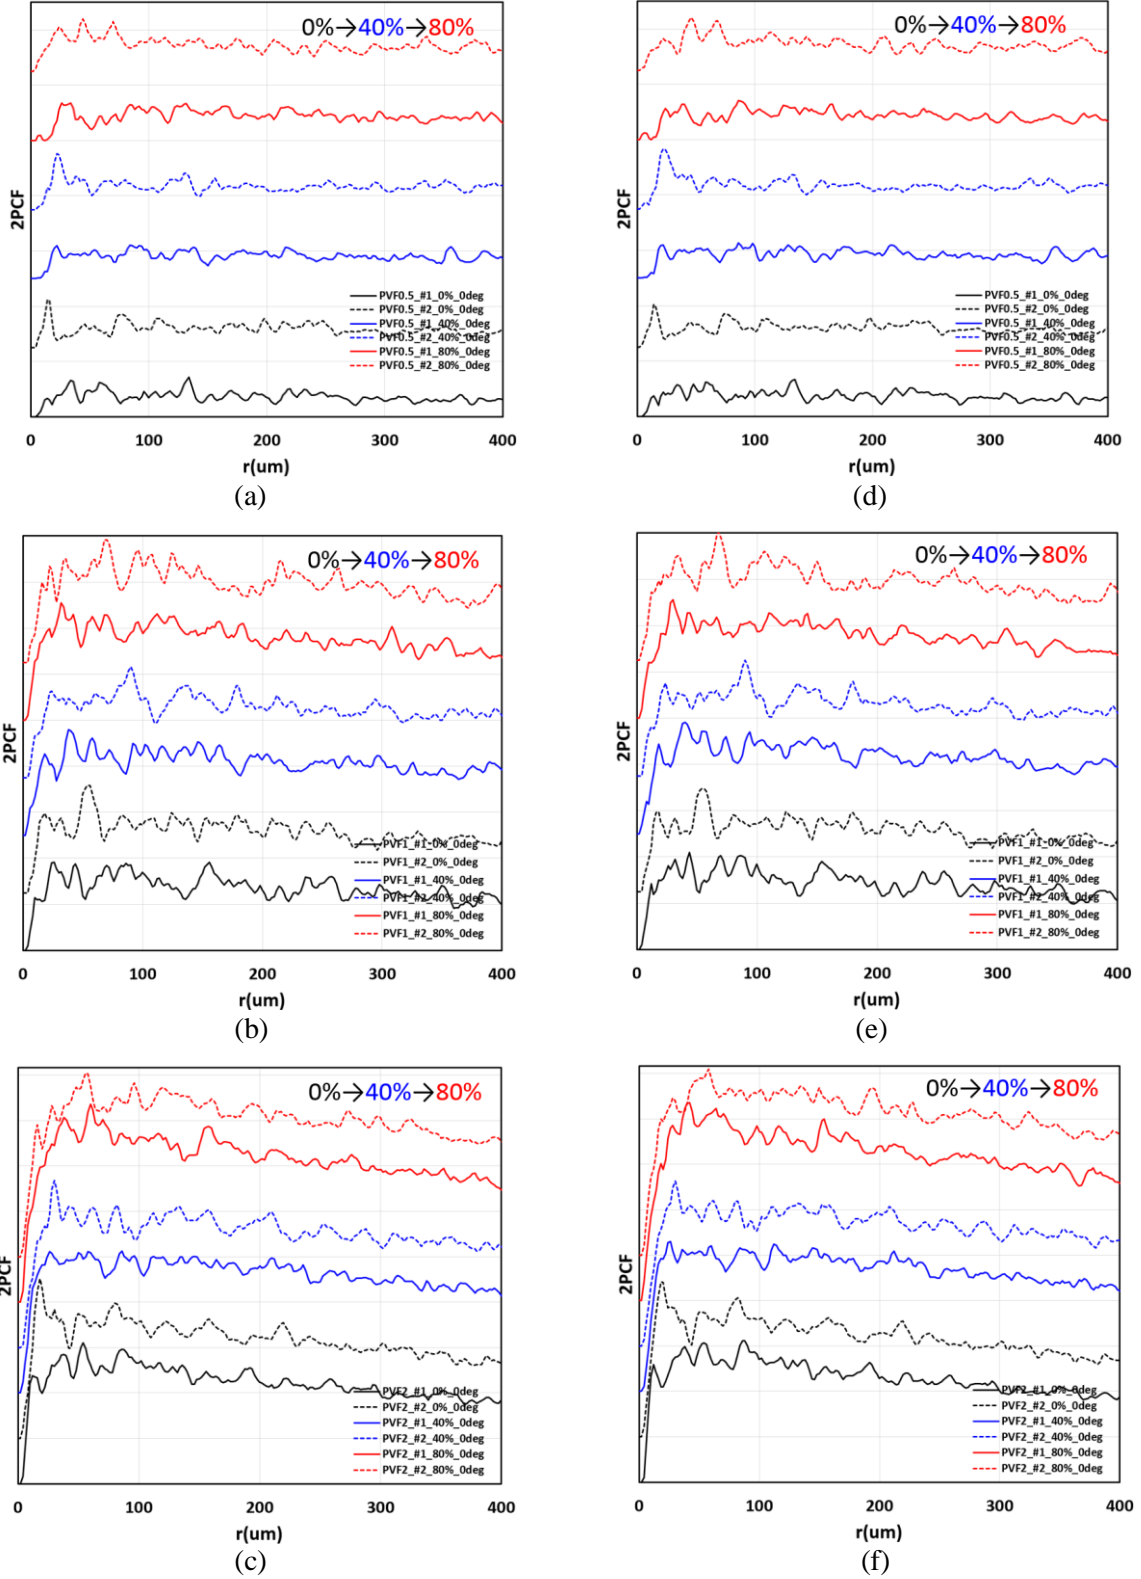 0%→40%→80%
2PCF
PVF0.5_#1_0%_0deg
PVF0.5_#2_0%_0deg
PVF0.5_#1_40%_0deg
PVF0.5_#2_40%_0deg
PVF0.5_#1_80%_0deg
PVF0.5_#2_80%_0deg
0 100 200 300 400
r(um)
(a)
0%→40%→80%
2PCF
PVF0.5_#1_0%_0deg
PVF0.5_#2_0%_0deg
PVF0.5_#1_40%_0deg
PVF0.5_#2_40%_0deg
PVF0.5_#1_80%_0deg
PVF0.5_#2_80%_0deg
0 100 200 300 400
r(um)
(d)
0%→40%→80%
2PCF
PVF1_#1_0%_0deg
PVF1_#2_0%_0deg
PVF1_#1_40%_0deg
PVF1_#2_40%_0deg
PVF1_#1_80%_0deg
PVF1_#2_80%_0deg
0 100 200 300 400
r(um)
(b)
0%→40%→80%
2PCF
PVF1_#1_0%_0deg
PVF1_#2_0%_0deg
PVF1_#1_40%_0deg
PVF1_#2_40%_0deg
PVF1_#1_80%_0deg
PVF1_#2_80%_0deg
0 100 200 300 400
r(um)
(e)
0%→40%→80%
2PCF
PVF2_#1_0%_0deg
PVF2_#2_0%_0deg
PVF2_#1_40%_0deg
PVF2_#2_40%_0deg
PVF2_#1_80%_0deg
PVF2_#2_80%_0deg
0 100 200 300 400
r(um)
(c)
0%→40%→80%
2PCF
PVF2_#1_0%_0deg
PVF2_#2_0%_0deg
PVF2_#1_40%_0deg
PVF2_#2_40%_0deg
PVF2_#1_80%_0deg
PVF2_#2_80%_0deg
0 100 200 300 400
r(um)
(f)